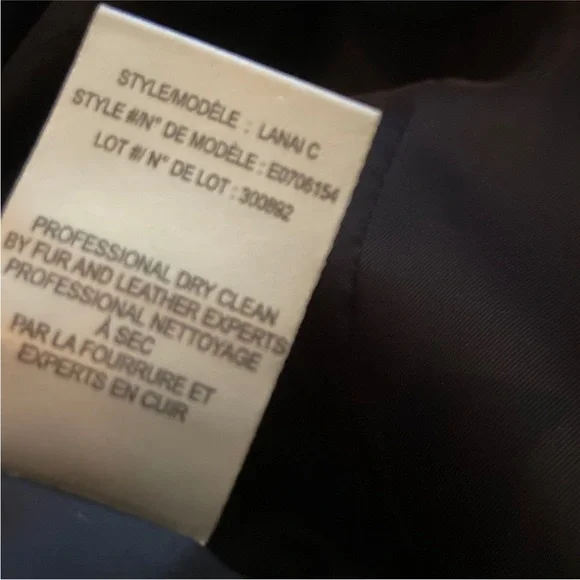 STYLE/MODÈLE : LANAI C
STYLE #/N° DE MODÈLE : E0706154
LOT #/ N° DE LOT : 300892
PROFESSIONAL DRY CLEAN
BY FUR AND LEATHER EXPERTS
PROFESSIONAL NETTOYAGE
À SEC
PAR LA FOURRURE ET
EXPERTS EN CUIR